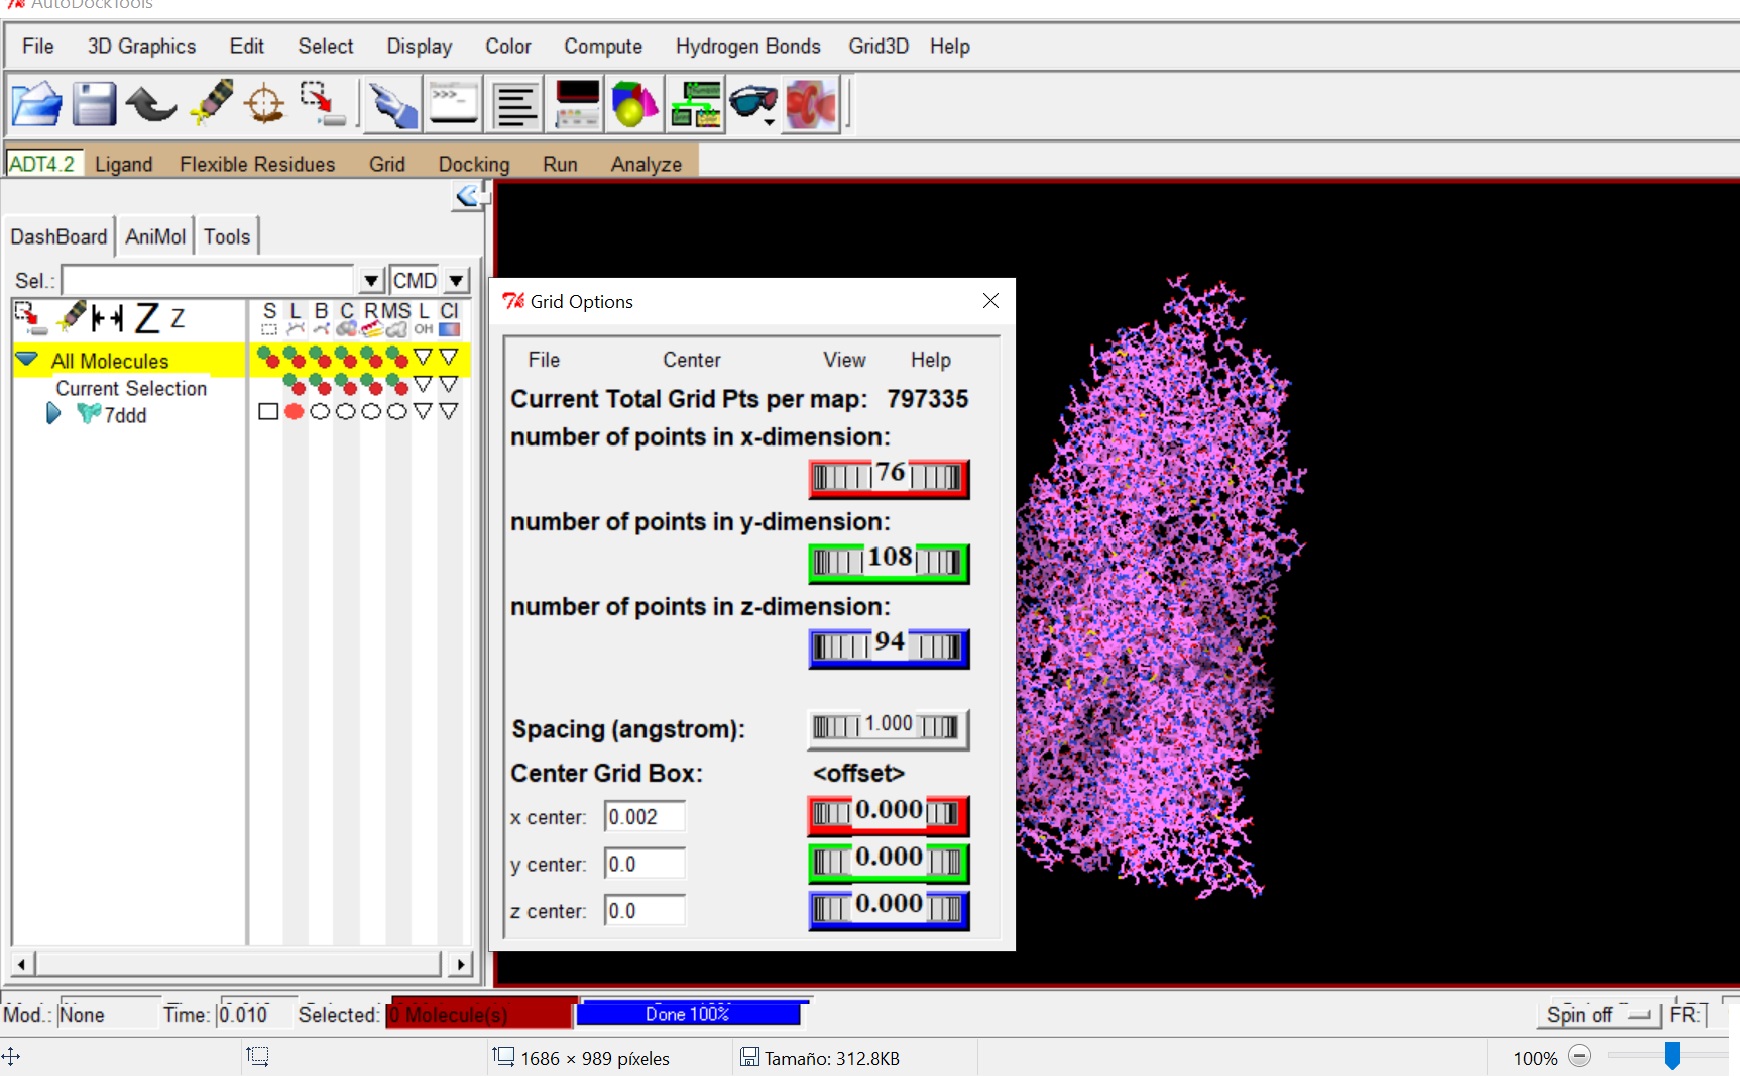 AutoDockTools
File 3D Graphics Edit Select Display Color Compute Hydrogen Bonds Grid3D Help
>>>_
ADT4.2 Ligand Flexible Residues Grid Docking Run Analyze
DashBoard AniMol Tools
Sel.: CMD
Z Z S L B C R MS L Cl
OH
All Molecules
Current Selection
7ddd
Grid Options
File Center View Help
Current Total Grid Pts per map: 797335
number of points in x-dimension:
76
number of points in y-dimension:
108
number of points in z-dimension:
94
Spacing (angstrom): 1.000
Center Grid Box: <offset>
x center: 0.002 0.000
y center: 0.0 0.000
z center: 0.0 0.000
Mod.: None Time: 0.010 Selected: 0 Molecule(s) Done 100% Spin off FR:
1686 × 989 píxeles Tamaño: 312.8KB 100%